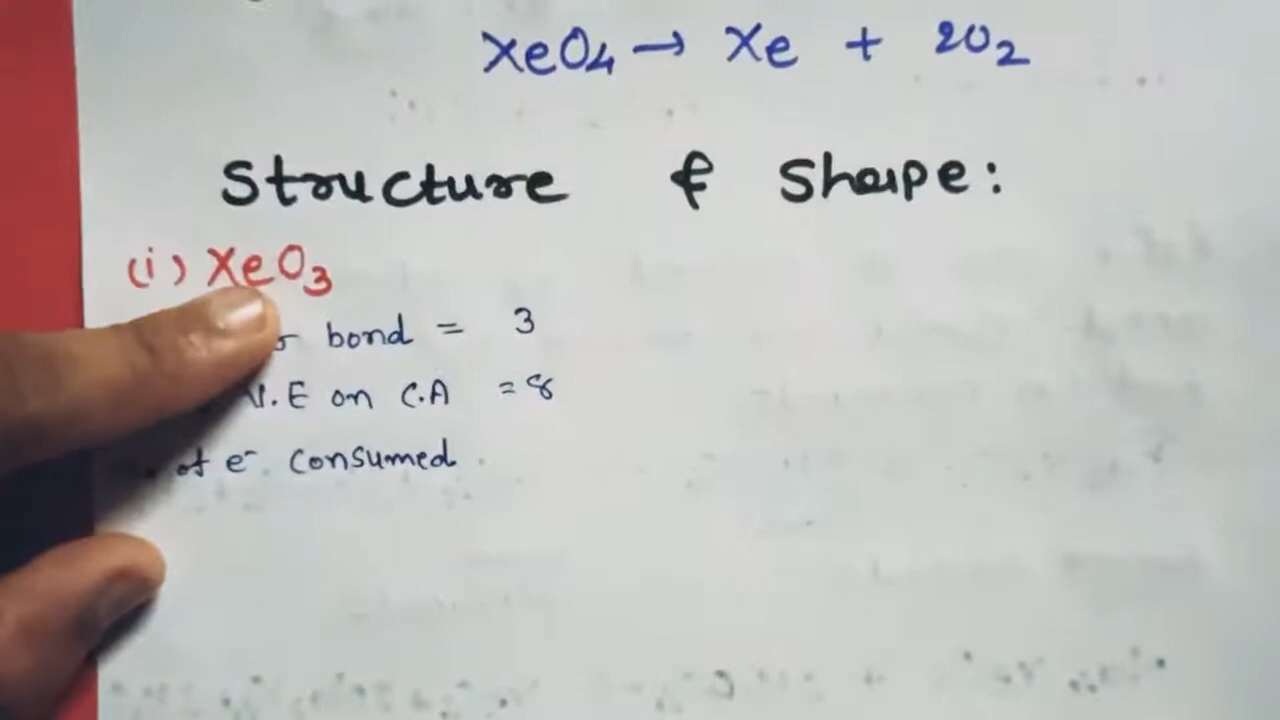 XeO4 → Xe + 2O2
Structure & Shape:
(i) XeO3
bond = 3
V.E on C.A = 8
of e- consumed